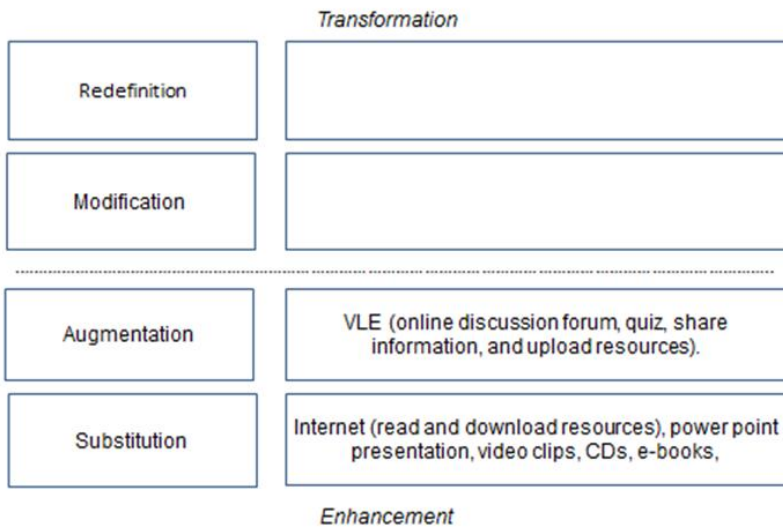 Transformation
Redefinition
Modification
Augmentation
VLE (online discussion forum, quiz, share
information, and upload resources).
Substitution
Internet (read and download resources), power point
presentation, video clips, CDs, e-books,
Enhancement